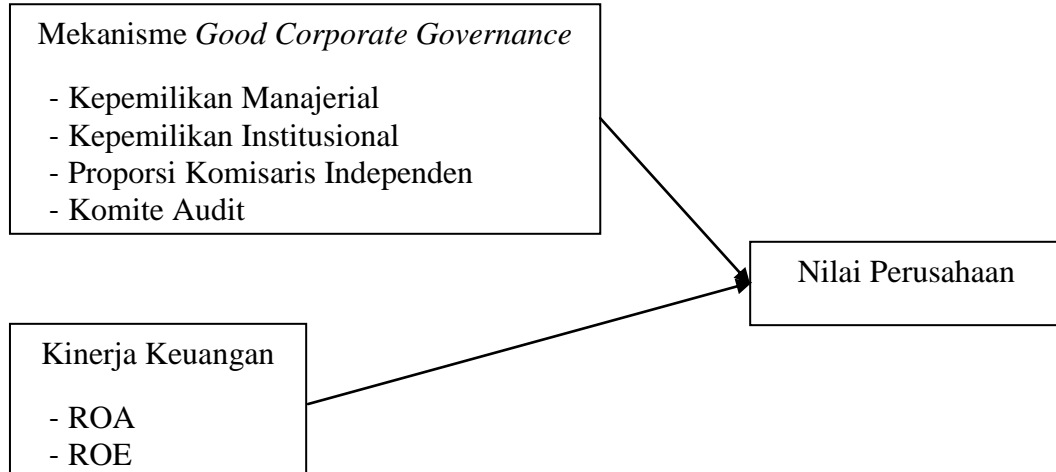 Mekanisme Good Corporate Governance
- Kepemilikan Manajerial
- Kepemilikan Institusional
- Proporsi Komisaris Independen
- Komite Audit
Nilai Perusahaan
Kinerja Keuangan
- ROA
- ROE